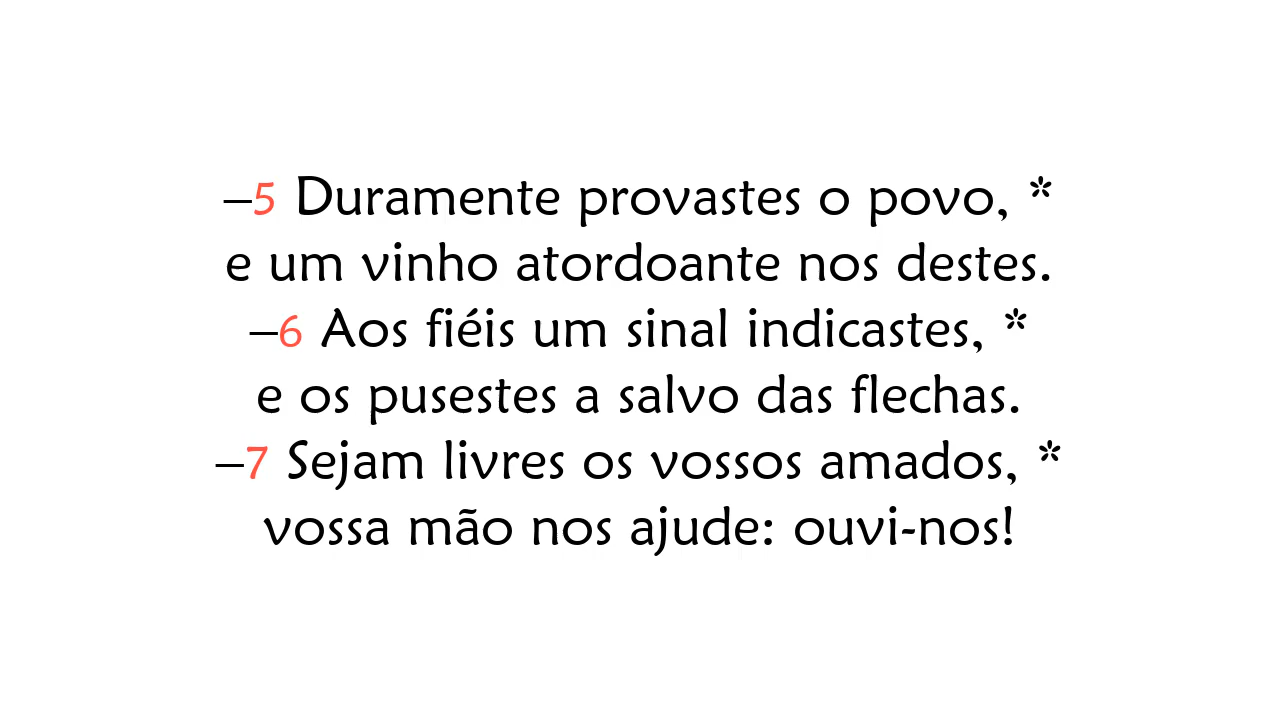 –5 Duramente provastes o povo, *
e um vinho atordoante nos destes.
–6 Aos fiéis um sinal indicastes, *
e os pusestes a salvo das flechas.
–7 Sejam livres os vossos amados, *
vossa mão nos ajude: ouvi-nos!